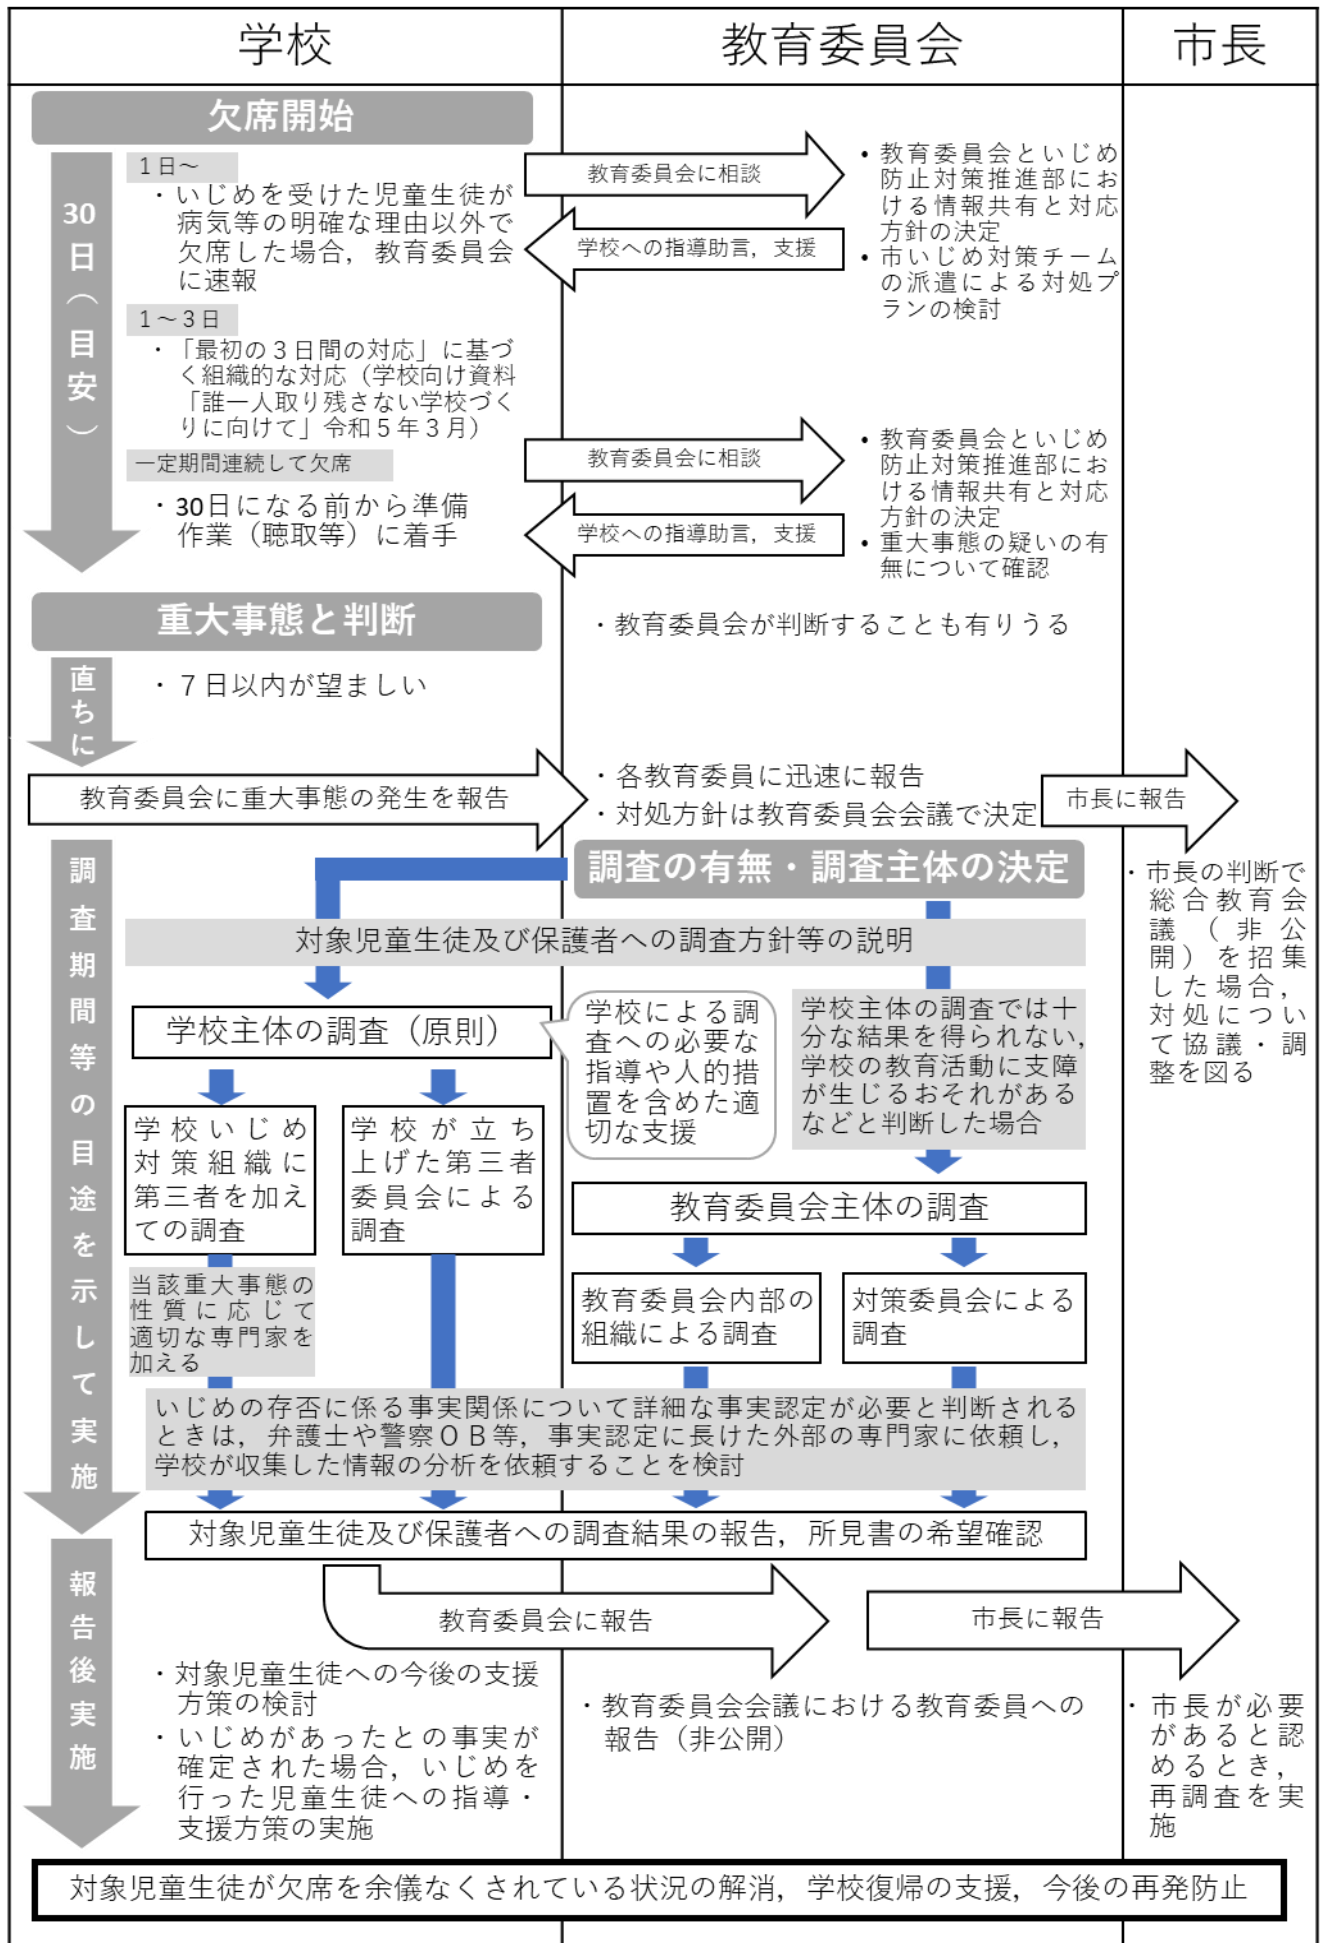 学校
教育委員会
市長
欠席開始
30日（目安）
１日～
・いじめを受けた児童生徒が
病気等の明確な理由以外で
欠席した場合，教育委員会
に速報
教育委員会に相談
学校への指導助言，支援
• 教育委員会といじめ
防止対策推進部にお
ける情報共有と対応
方針の決定
• 市いじめ対策チーム
の派遣による対処プ
ランの検討
１～３日
・「最初の３日間の対応」に基づ
く組織的な対応（学校向け資料
「誰一人取り残さない学校づく
りに向けて」令和５年３月）
一定期間連続して欠席
・30日になる前から準備
作業（聴取等）に着手
教育委員会に相談
学校への指導助言，支援
• 教育委員会といじめ
防止対策推進部にお
ける情報共有と対応
方針の決定
• 重大事態の疑いの有
無について確認
重大事態と判断
・教育委員会が判断することも有りうる
直ちに
・７日以内が望ましい
教育委員会に重大事態の発生を報告
・各教育委員に迅速に報告
・対処方針は教育委員会会議で決定
市長に報告
・市長の判断で
総合教育会
議（非公
開）を招集
した場合，
対処につい
て協議・調
整を図る
調査期間等の目途を示して実施
調査の有無・調査主体の決定
対象児童生徒及び保護者への調査方針等の説明
学校主体の調査（原則）
学校による調
査への必要な
指導や人的措
置を含めた適
切な支援
学校主体の調査では十
分な結果を得られない，
学校の教育活動に支障
が生じるおそれがある
などと判断した場合
学校いじめ
対策組織に
第三者を加え
ての調査
学校が立ち
上げた第三者
委員会による
調査
教育委員会主体の調査
当該重大事態の
性質に応じて
適切な専門家を
加える
教育委員会内部の
組織による調査
対策委員会による
調査
いじめの存否に係る事実関係について詳細な事実認定が必要と判断される
ときは，弁護士や警察ＯＢ等，事実認定に長けた外部の専門家に依頼し，
学校が収集した情報の分析を依頼することを検討
対象児童生徒及び保護者への調査結果の報告，所見書の希望確認
報告後実施
教育委員会に報告
市長に報告
・対象児童生徒への今後の支援
方策の検討
・いじめがあったとの事実が
確定された場合，いじめを
行った児童生徒への指導・
支援方策の実施
・教育委員会会議における教育委員への
報告（非公開）
・市長が必要
があると認
めるとき，
再調査を実
施
対象児童生徒が欠席を余儀なくされている状況の解消，学校復帰の支援，今後の再発防止